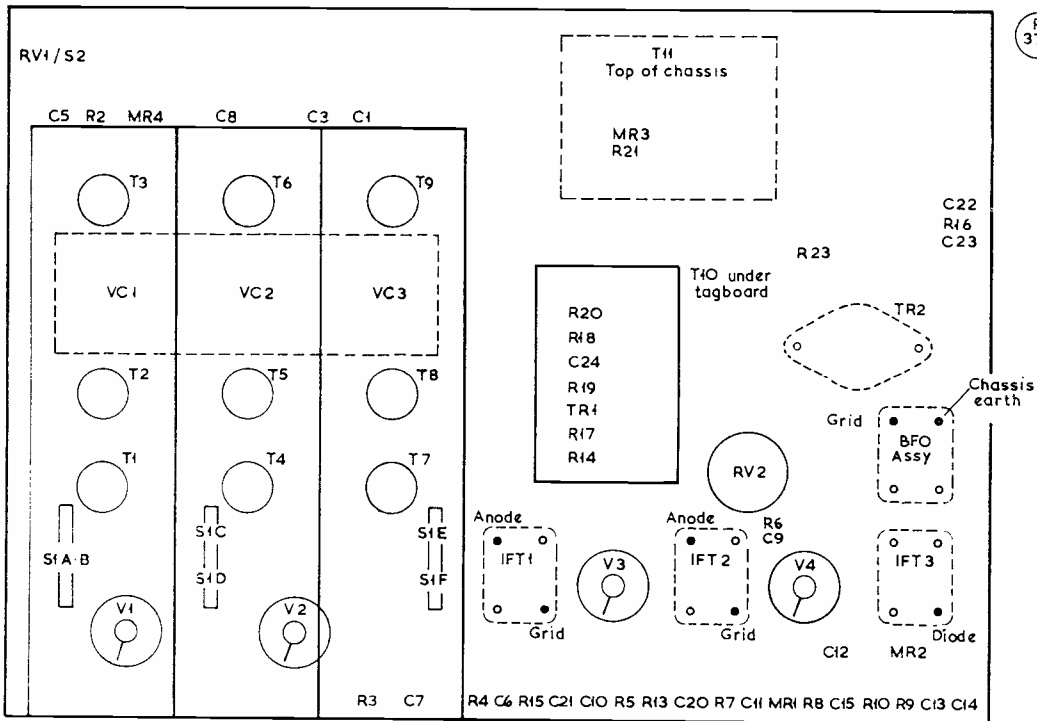 RV1/S2
T11
Top of chassis
MR3
R21
C5 R2 MR4 C8 C3 C1
T3 T6 T9
C22
R16
C23
R23
VC1 VC2 VC3
T10 under
tagboard
R20
R18
C24
R19
TR1
R17
R14
TR2
T2 T5 T8
Chassis
earth
Grid
BFO
Assy
T1 T4 T7
RV2
S1A-B
S1C
S1D
S1E
S1F
Anode
IFT1
Grid
V3
Anode
IFT2
Grid
R6
C9
V4
IFT3
Diode
V1 V2
C12 MR2
R3 C7 R4 C6 R15 C21 C10 R5 R13 C20 R7 C11 MR1 R8 C15 R10 R9 C13 C14